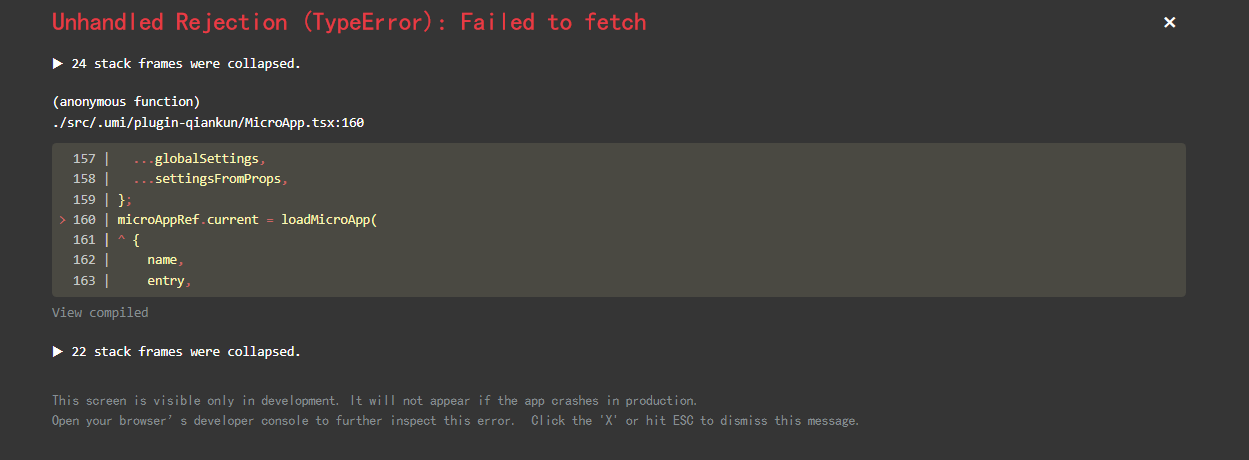 Unhandled Rejection (TypeError): Failed to fetch
×
▶ 24 stack frames were collapsed.
(anonymous function)
./src/.umi/plugin-qiankun/MicroApp.tsx:160
157 |   ...globalSettings,
158 |   ...settingsFromProps,
159 | };
> 160 | microAppRef.current = loadMicroApp(
161 | ^ {
162 |     name,
163 |     entry,
View compiled
▶ 22 stack frames were collapsed.
This screen is visible only in development. It will not appear if the app crashes in production.
Open your browser’s developer console to further inspect this error.  Click the 'X' or hit ESC to dismiss this message.